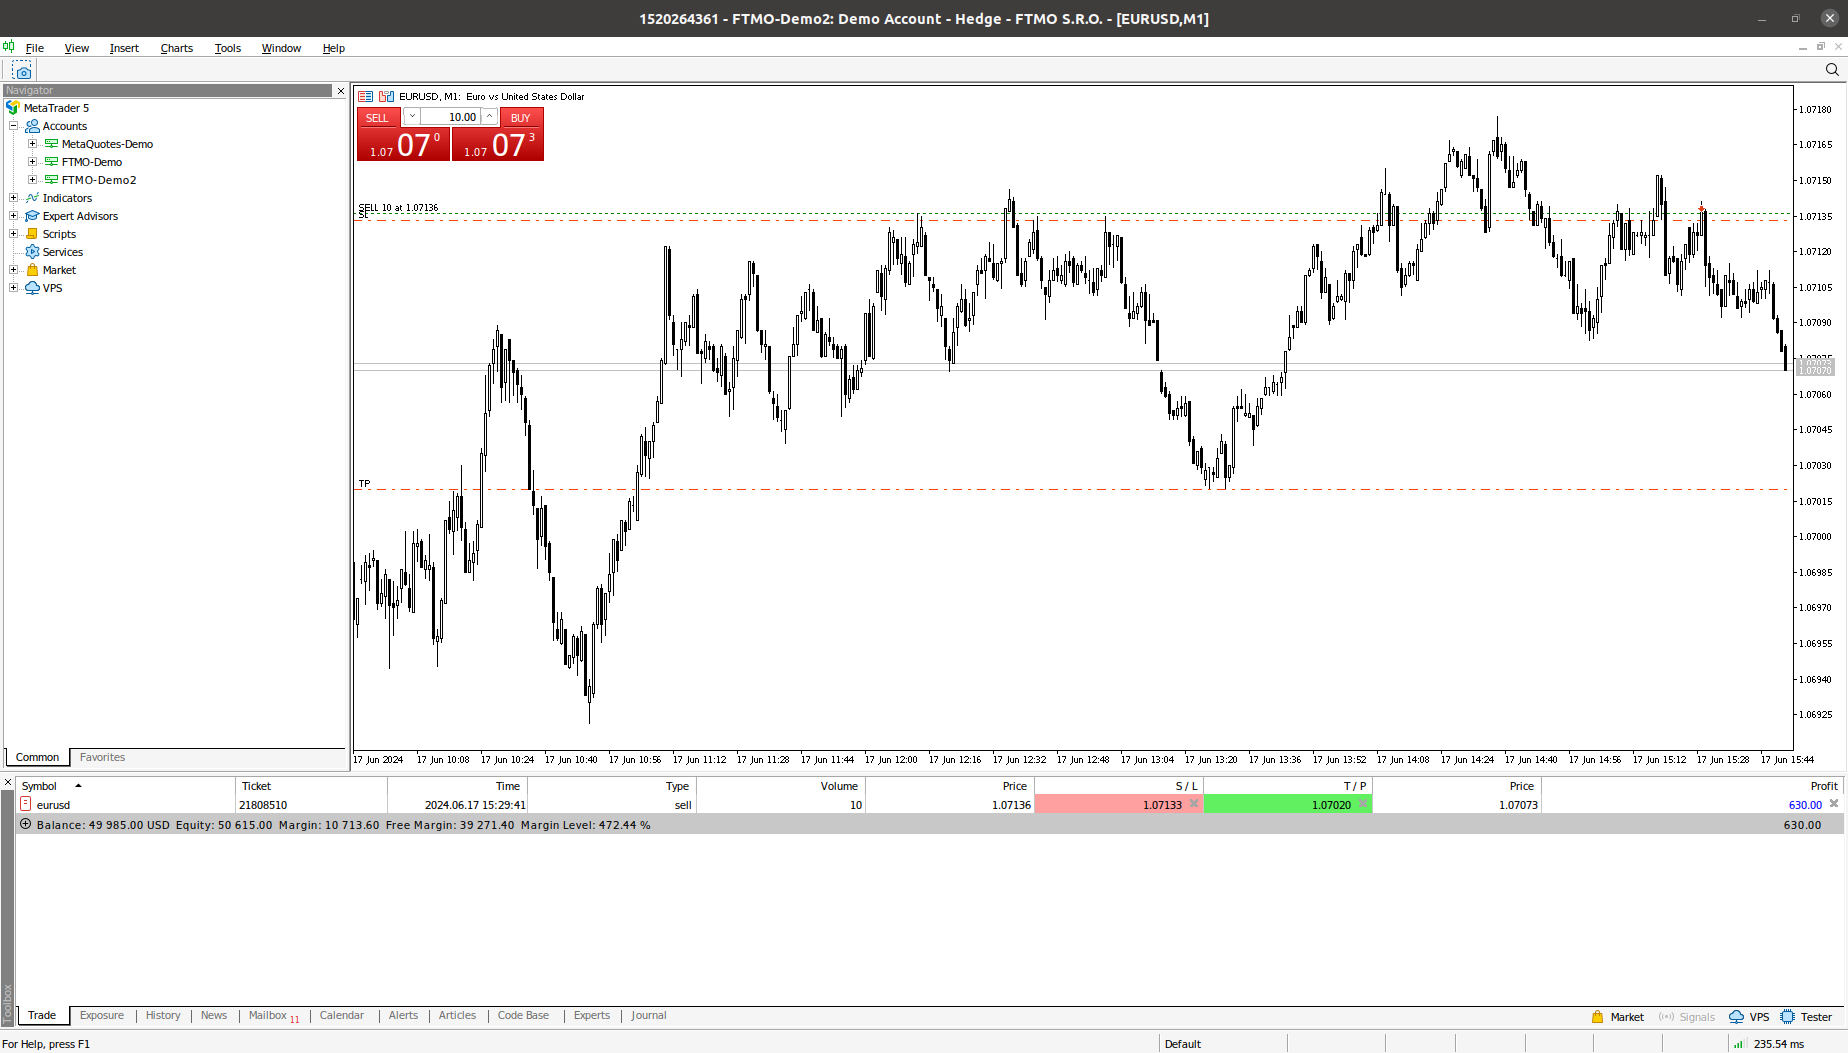 1520264361 - FTMO-Demo2: Demo Account - Hedge - FTMO S.R.O. - [EURUSD,M1]
File View Insert Charts Tools Window Help
Navigator
MetaTrader 5
Accounts
MetaQuotes-Demo
FTMO-Demo
FTMO-Demo2
Indicators
Expert Advisors
Scripts
Services
Market
VPS
Common Favorites
EURUSD, M1: Euro vs United States Dollar
SELL 10.00 BUY
1.07 07 0 1.07 07 3
SELL 10 at 1.07136
SL
TP
1.07180
1.07165
1.07150
1.07135
1.07120
1.07105
1.07090
1.07073
1.07070
1.07060
1.07045
1.07030
1.07015
1.07000
1.06985
1.06970
1.06955
1.06940
1.06925
17 Jun 2024 17 Jun 10:08 17 Jun 10:24 17 Jun 10:40 17 Jun 10:56 17 Jun 11:12 17 Jun 11:28 17 Jun 11:44 17 Jun 12:00 17 Jun 12:16 17 Jun 12:32 17 Jun 12:48 17 Jun 13:04 17 Jun 13:20 17 Jun 13:36 17 Jun 13:52 17 Jun 14:08 17 Jun 14:24 17 Jun 14:40 17 Jun 14:56 17 Jun 15:12 17 Jun 15:28 17 Jun 15:44
Symbol Ticket Time Type Volume Price S / L T / P Price Profit
eurusd 21808510 2024.06.17 15:29:41 sell 10 1.07136 1.07133 1.07020 1.07073 630.00
Balance: 49 985.00 USD Equity: 50 615.00 Margin: 10 713.60 Free Margin: 39 271.40 Margin Level: 472.44 % 630.00
Toolbox
Trade Exposure History News Mailbox 11 Calendar Alerts Articles Code Base Experts Journal Market Signals VPS Tester
For Help, press F1 Default 235.54 ms